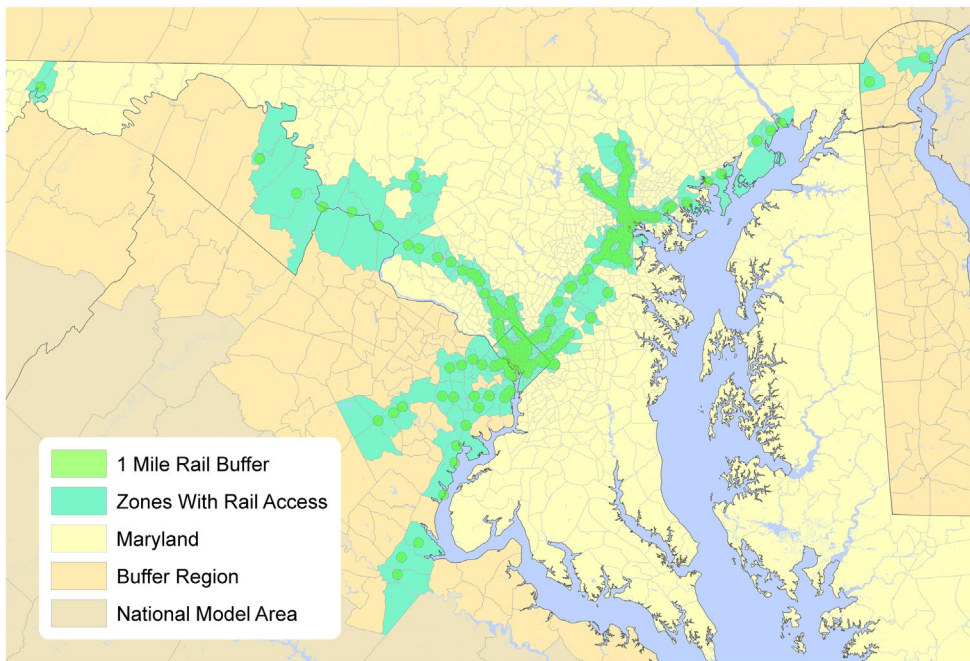 1 Mile Rail Buffer
Zones With Rail Access
Maryland
Buffer Region
National Model Area